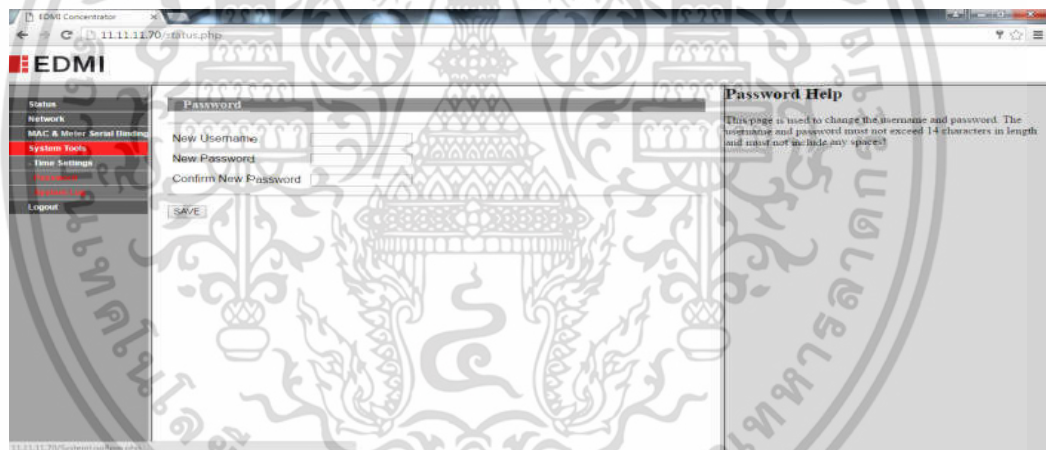 EDMI Concentrator
11.11.11.70/status.php
EDMI
Status
Network
MAC & Meter Serial Binding
System Tools
Time Settings
Logout
Password
New Username
New Password
Confirm New Password
SAVE
Password Help
This page is used to change the username and password. The
username and password must not exceed 14 characters in length
and must not include any spaces!